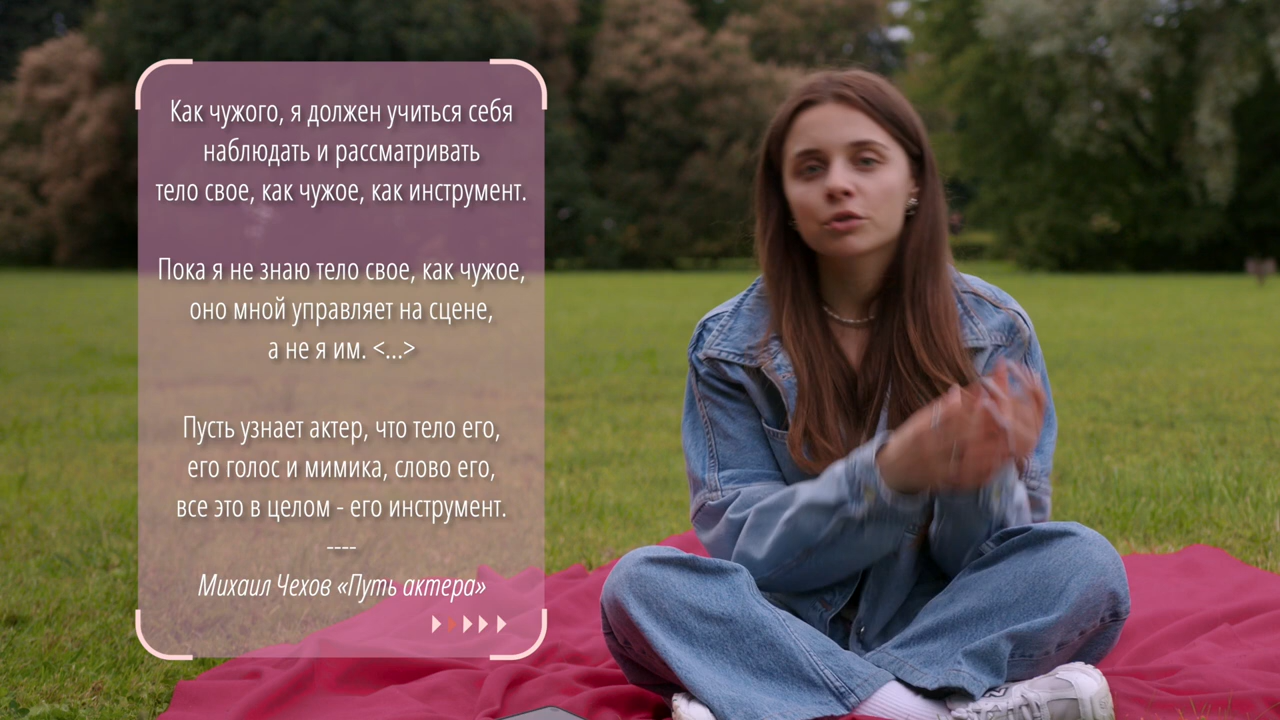 Как чужого, я должен учиться себя
наблюдать и рассматривать
тело свое, как чужое, как инструмент.
Пока я не знаю тело свое, как чужое,
оно мной управляет на сцене,
а не я им. <...>
Пусть узнает актер, что тело его,
его голос и мимика, слово его,
все это в целом - его инструмент.
----
Михаил Чехов «Путь актера»